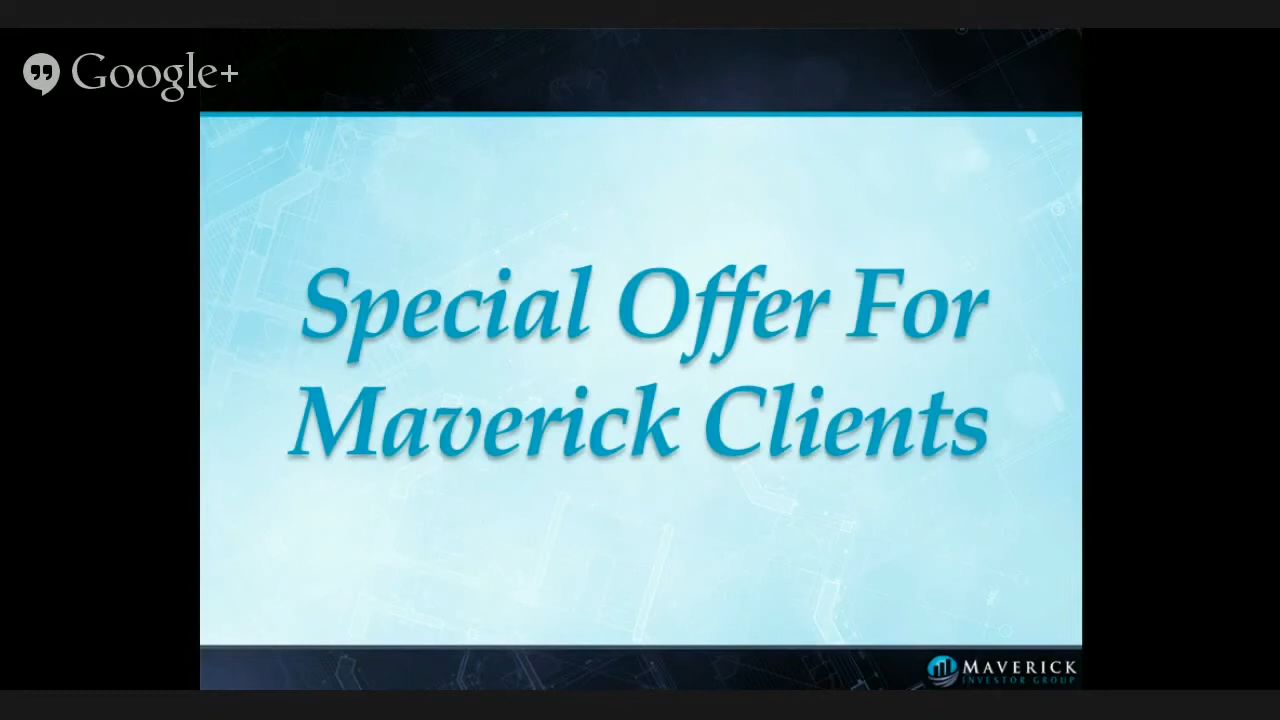 Google+
Special Offer For
Maverick Clients
MAVERICK
INVESTOR GROUP